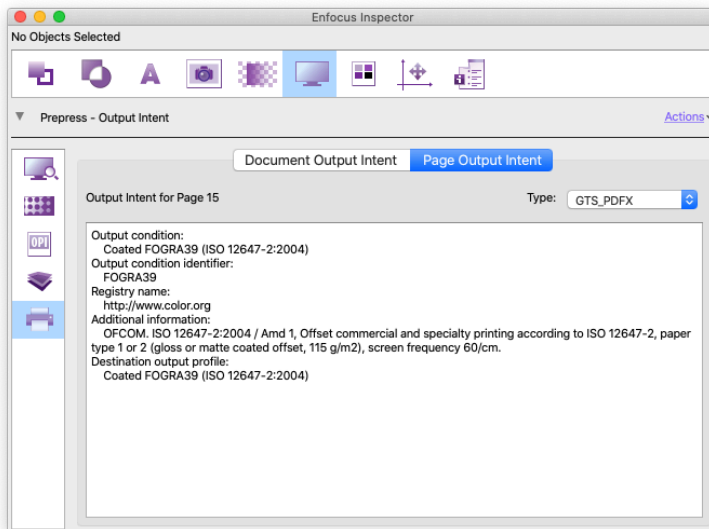 Enfocus Inspector
No Objects Selected
A
Prepress - Output Intent
Actions
Document Output Intent
Page Output Intent
Output Intent for Page 15
Type:
GTS_PDFX
OPI
Output condition:
Coated FOGRA39 (ISO 12647-2:2004)
Output condition identifier:
FOGRA39
Registry name:
http://www.color.org
Additional information:
OFCOM. ISO 12647-2:2004 / Amd 1, Offset commercial and specialty printing according to ISO 12647-2, paper
type 1 or 2 (gloss or matte coated offset, 115 g/m2), screen frequency 60/cm.
Destination output profile:
Coated FOGRA39 (ISO 12647-2:2004)